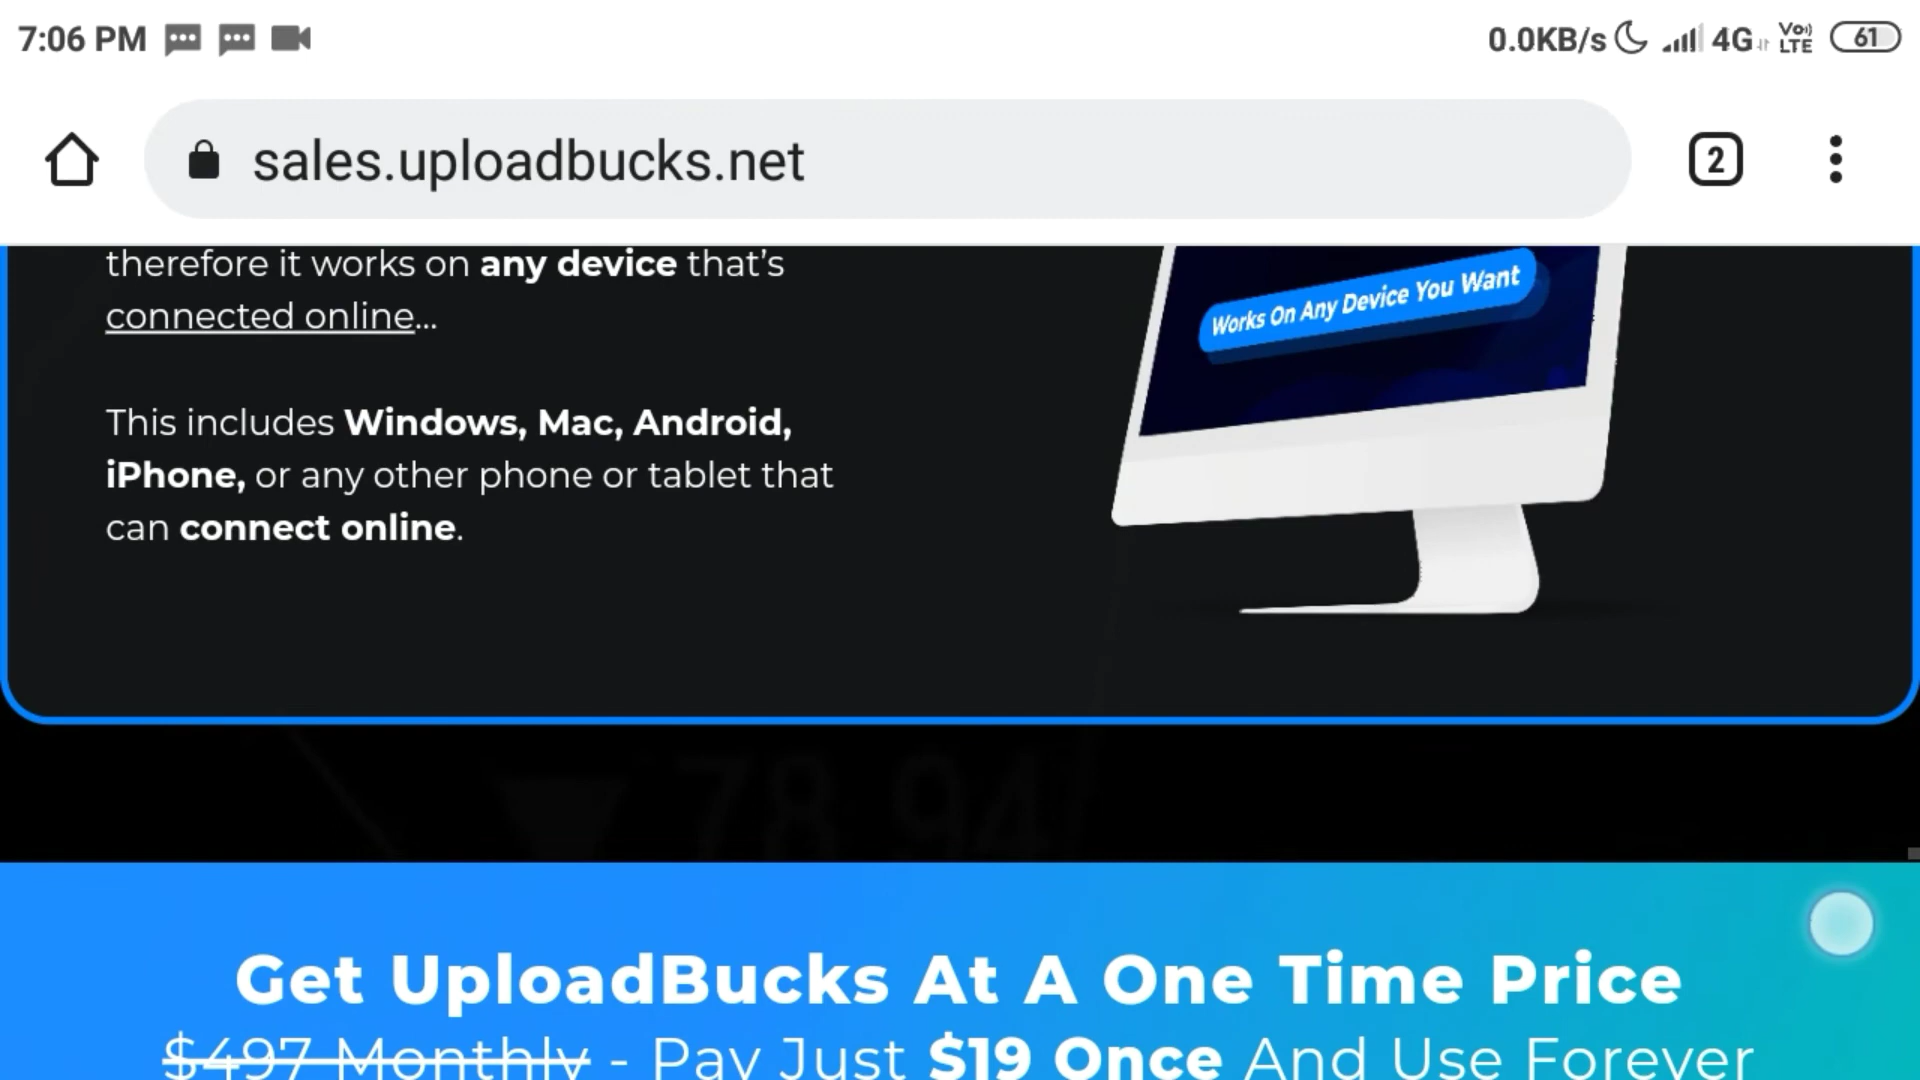 7:06 PM
0.0KB/s 4G VoLTE 61
sales.uploadbucks.net
2
therefore it works on any device that's
connected online...
Works On Any Device You Want
This includes Windows, Mac, Android,
iPhone, or any other phone or tablet that
can connect online.
78 94
Get UploadBucks At A One Time Price
$497 Monthly - Pay Just $19 Once And Use Forever